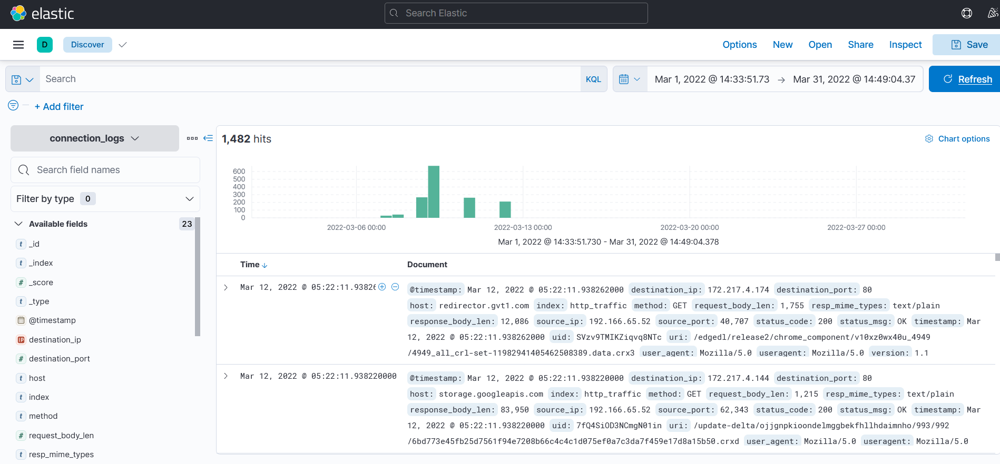 elastic
Search Elastic
D
Discover
Options New Open Share Inspect Save
Search
KQL
Mar 1, 2022 @ 14:33:51.73 → Mar 31, 2022 @ 14:49:04.37
Refresh
+ Add filter
connection_logs
Search field names
Filter by type 0
Available fields 23
t _id
t _index
# _score
t _type
@timestamp
IP destination_ip
# destination_port
t host
t index
t method
# request_body_len
t resp_mime_types
1,482 hits
Chart options
600
500
400
300
200
100
0
2022-03-06 00:00 2022-03-13 00:00 2022-03-20 00:00 2022-03-27 00:00
Mar 1, 2022 @ 14:33:51.730 - Mar 31, 2022 @ 14:49:04.378
Time ↓ Document
Mar 12, 2022 @ 05:22:11.93826
@timestamp: Mar 12, 2022 @ 05:22:11.938262000 destination_ip: 172.217.4.174 destination_port: 80
host: redirector.gvt1.com index: http_traffic method: GET request_body_len: 1,755 resp_mime_types: text/plain
response_body_len: 12,086 source_ip: 192.166.65.52 source_port: 40,707 status_code: 200 status_msg: OK timestamp: Mar
12, 2022 @ 05:22:11.938262000 uid: SVzv9TMIKZiqvq8NTc uri: /edgedl/release2/chrome_component/v10xz0wx40u_4949
/4949_all_crl-set-11982941405462508389.data.crx3 user_agent: Mozilla/5.0 useragent: Mozilla/5.0 version: 1.1
Mar 12, 2022 @ 05:22:11.938220000
@timestamp: Mar 12, 2022 @ 05:22:11.938220000 destination_ip: 172.217.4.144 destination_port: 80
host: storage.googleapis.com index: http_traffic method: GET request_body_len: 1,215 resp_mime_types: text/plain
response_body_len: 83,950 source_ip: 192.166.65.52 source_port: 62,343 status_code: 200 status_msg: OK timestamp: Mar
12, 2022 @ 05:22:11.938220000 uid: 7fQ4SiOD3NCmgN01in uri: /update-delta/ojjgnpkioondelmggbekfhllhdaimnho/993/992
/6bd773e45fb25d7561f94e7208b66c4c4c1d075ef0a7c3da7f459e17d8a15b50.crxd user_agent: Mozilla/5.0 useragent: Mozilla/5.0